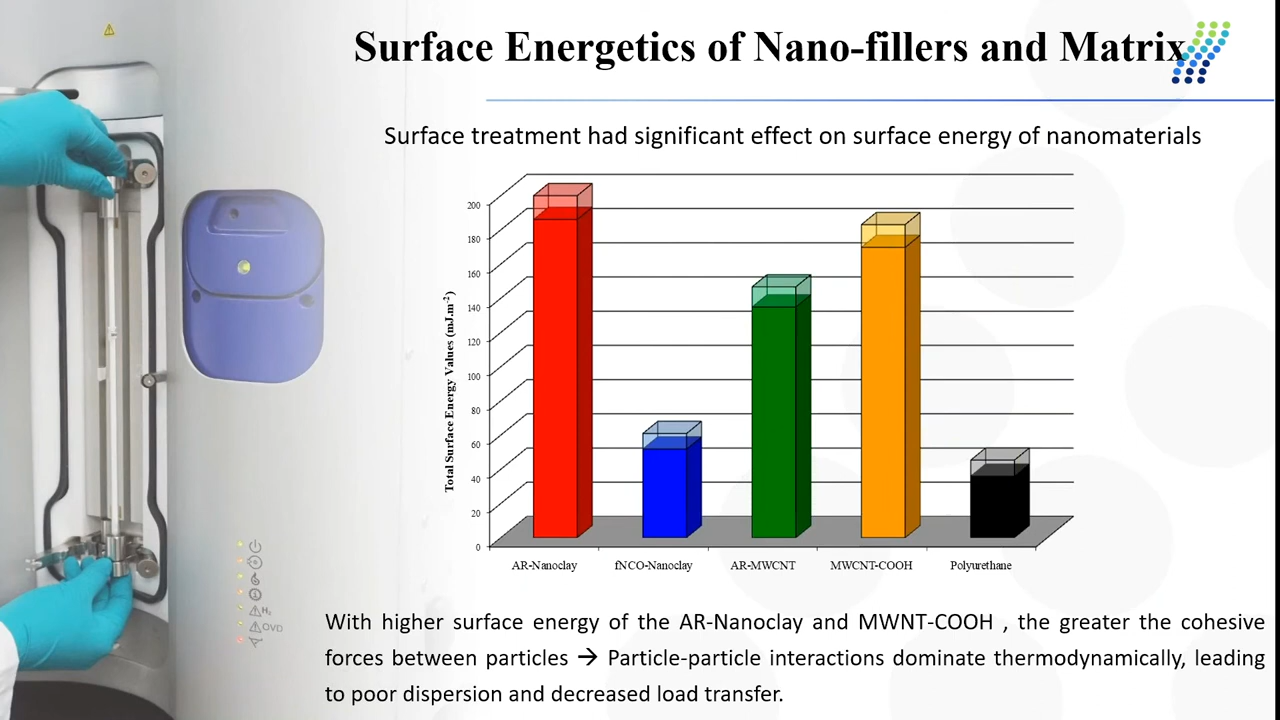 Surface Energetics of Nano-fillers and Matrix
Surface treatment had significant effect on surface energy of nanomaterials
Total Surface Energy Values (mJ.m⁻²)
200
180
160
140
120
100
80
60
40
20
0
AR-Nanoclay fNCO-Nanoclay AR-MWCNT MWCNT-COOH Polyurethane
H₂
OVD
With higher surface energy of the AR-Nanoclay and MWNT-COOH , the greater the cohesive
forces between particles → Particle-particle interactions dominate thermodynamically, leading
to poor dispersion and decreased load transfer.